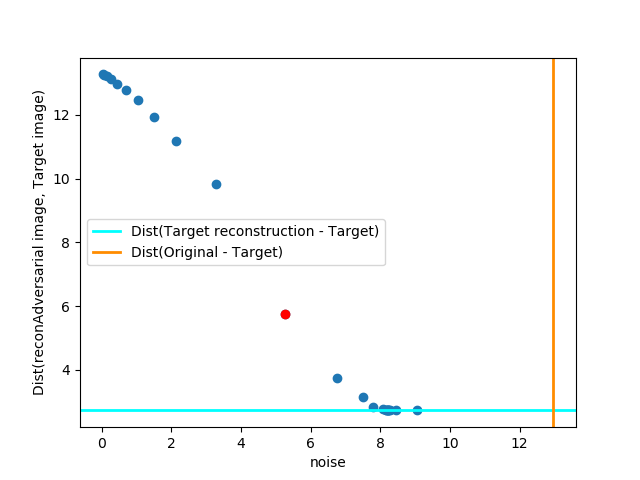 12
10
8
6
4
Dist(reconAdversarial image, Target image)
Dist(Target reconstruction - Target)
Dist(Original - Target)
0 2 4 6 8 10 12
noise